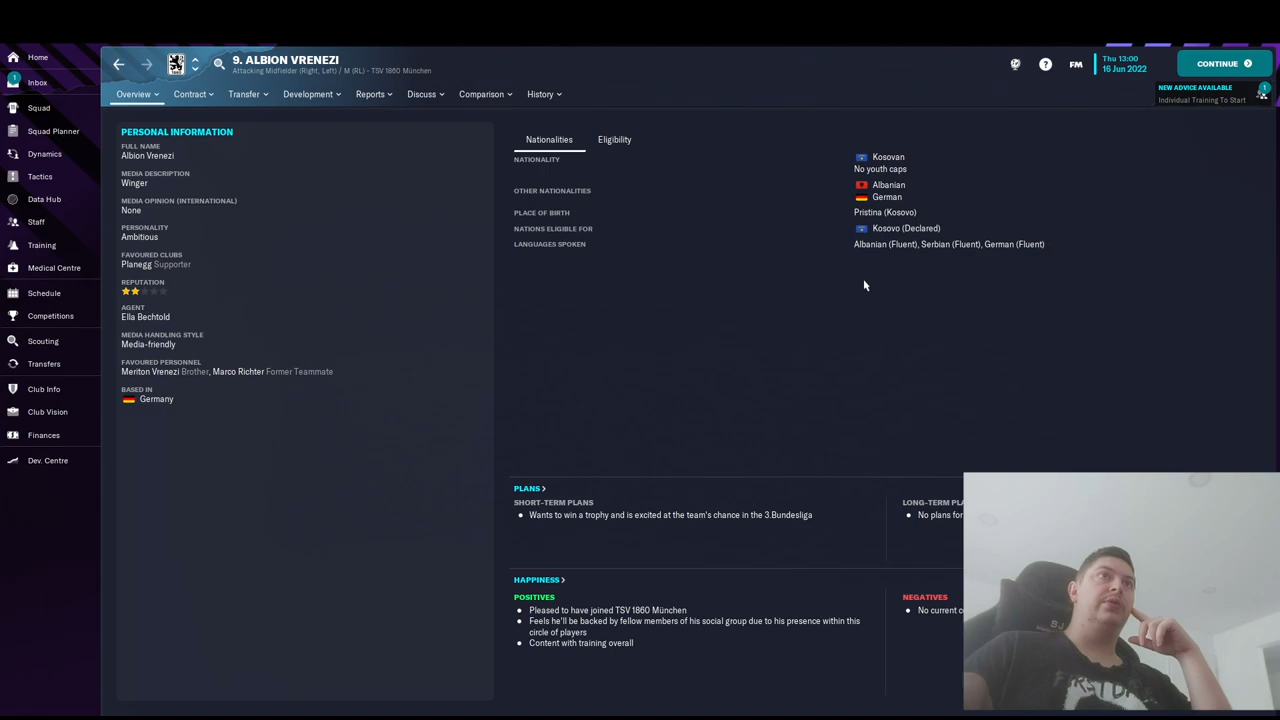 9. ALBION VRENEZI
Attacking Midfielder (Right, Left) / M (RL) - TSV 1860 München
Thu 13:00
16 Jun 2022
FM
CONTINUE
Home
1
Inbox
Squad
Squad Planner
Dynamics
Tactics
Data Hub
Staff
Training
Medical Centre
Schedule
Competitions
Scouting
Transfers
Club Info
Club Vision
Finances
Dev. Centre
Overview
Contract
Transfer
Development
Reports
Discuss
Comparison
History
NEW ADVICE AVAILABLE
1
Individual Training To Start
PERSONAL INFORMATION
FULL NAME
Albion Vrenezi
MEDIA DESCRIPTION
Winger
MEDIA OPINION (INTERNATIONAL)
None
PERSONALITY
Ambitious
FAVOURED CLUBS
Planegg Supporter
REPUTATION
AGENT
Ella Bechtold
MEDIA HANDLING STYLE
Media-friendly
FAVOURED PERSONNEL
Meriton Vrenezi Brother, Marco Richter Former Teammate
BASED IN
Germany
Nationalities
Eligibility
NATIONALITY
Kosovan
No youth caps
OTHER NATIONALITIES
Albanian
German
PLACE OF BIRTH
Pristina (Kosovo)
NATIONS ELIGIBLE FOR
Kosovo (Declared)
LANGUAGES SPOKEN
Albanian (Fluent), Serbian (Fluent), German (Fluent)
PLANS
SHORT-TERM PLANS
Wants to win a trophy and is excited at the team's chance in the 3.Bundesliga
LONG-TERM PLA
No plans for
HAPPINESS
POSITIVES
Pleased to have joined TSV 1860 München
Feels he'll be backed by fellow members of his social group due to his presence within this
circle of players
Content with training overall
NEGATIVES
No current c